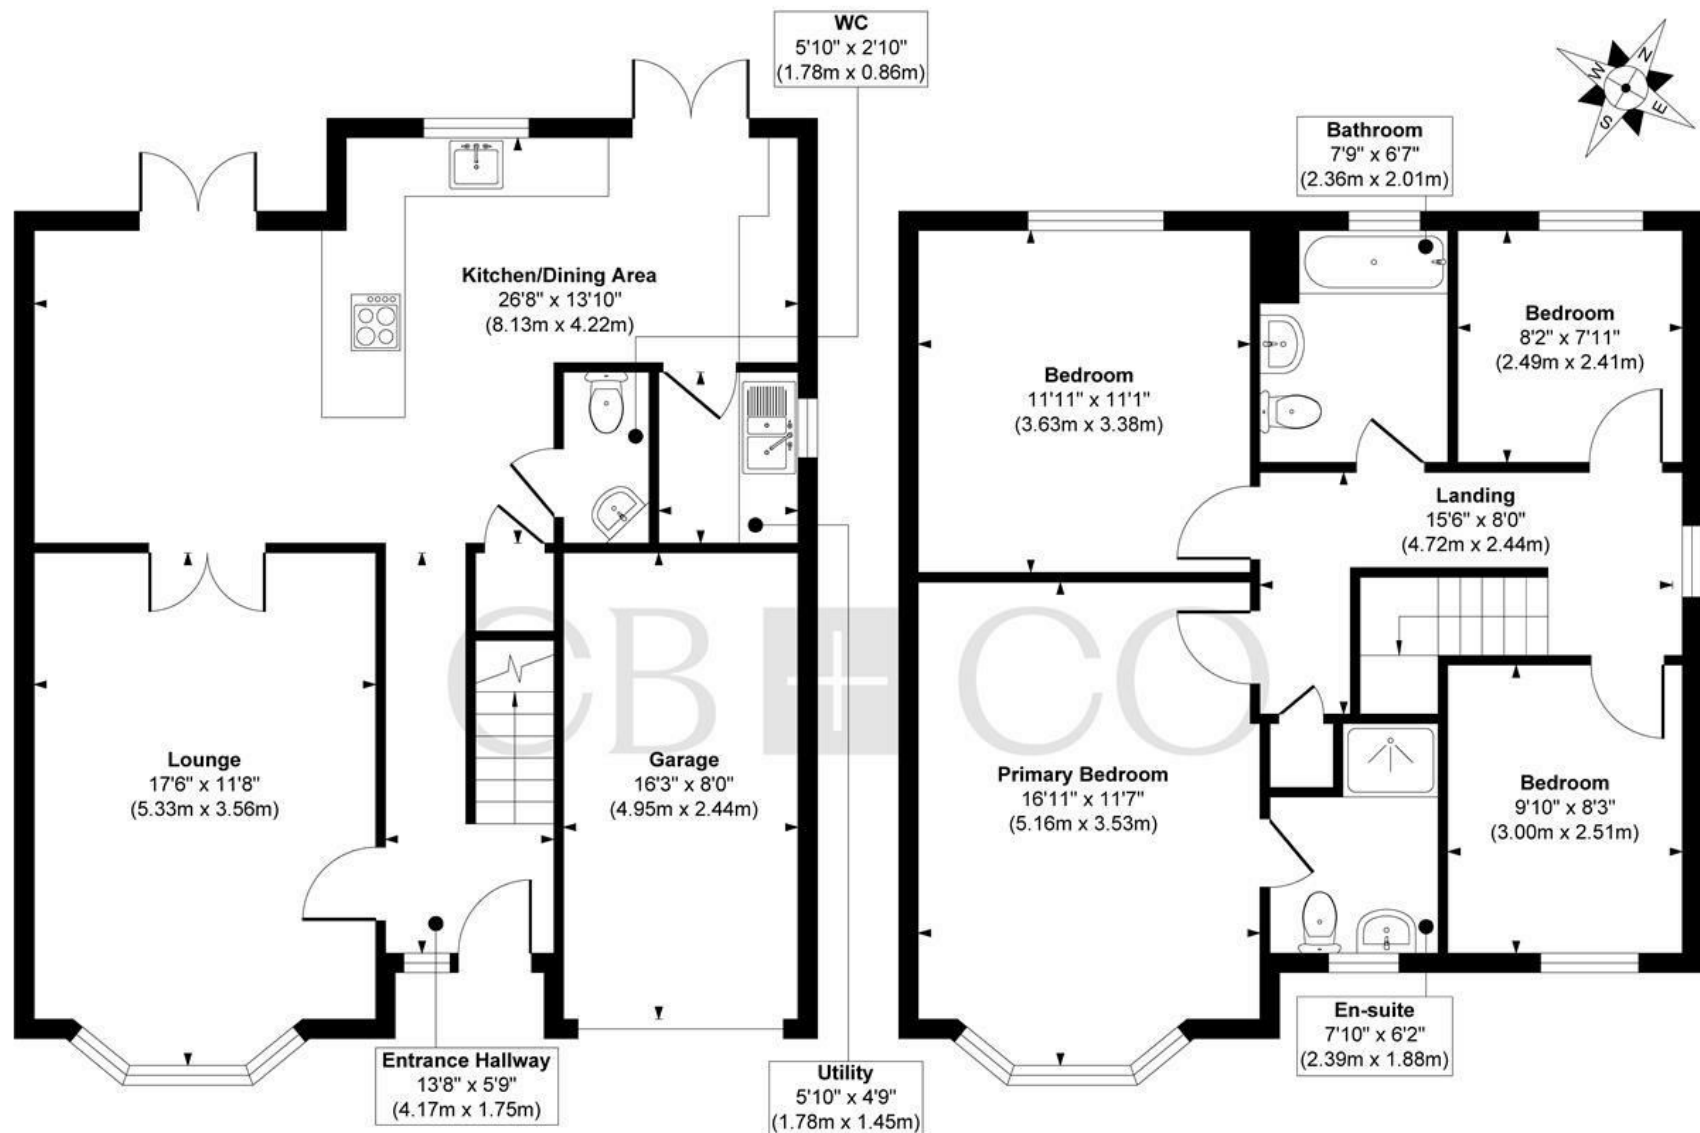 WC
5'10" x 2'10"
(1.78m x 0.86m)
N
W
E
S
Bathroom
7'9" x 6'7"
(2.36m x 2.01m)
Kitchen/Dining Area
26'8" x 13'10"
(8.13m x 4.22m)
Bedroom
8'2" x 7'11"
(2.49m x 2.41m)
Bedroom
11'11" x 11'1"
(3.63m x 3.38m)
Landing
15'6" x 8'0"
(4.72m x 2.44m)
CB+CO
Lounge
17'6" x 11'8"
(5.33m x 3.56m)
Garage
16'3" x 8'0"
(4.95m x 2.44m)
Primary Bedroom
16'11" x 11'7"
(5.16m x 3.53m)
Bedroom
9'10" x 8'3"
(3.00m x 2.51m)
Entrance Hallway
13'8" x 5'9"
(4.17m x 1.75m)
Utility
5'10" x 4'9"
(1.78m x 1.45m)
En-suite
7'10" x 6'2"
(2.39m x 1.88m)